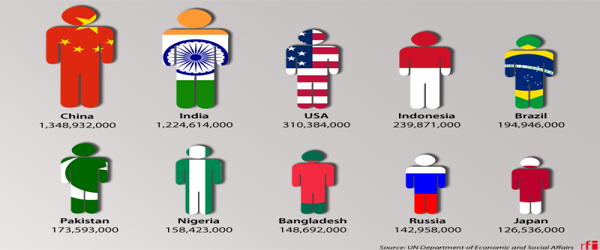 China India USA Indonesia Brazil
1,348,932,000 1,224,614,000 310,384,000 239,871,000 194,946,000
Pakistan Nigeria Bangladesh Russia Japan
173,593,000 158,423,000 148,692,000 142,958,000 126,536,000
Source: UN Department of Economic and Social Affairs
rfi